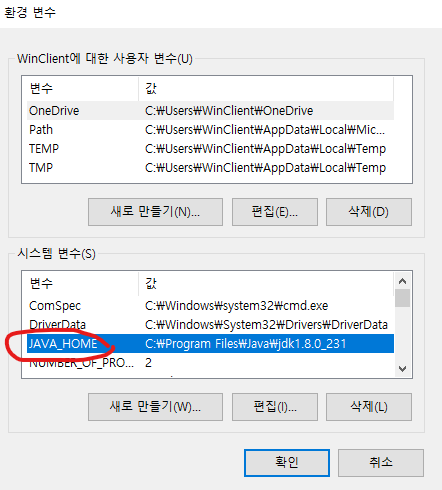 환경 변수
WinClient에 대한 사용자 변수(U)
변수 값
OneDrive C:₩Users₩WinClient₩OneDrive
Path C:₩Users₩WinClient₩AppData₩Local₩Mic...
TEMP C:₩Users₩WinClient₩AppData₩Local₩Temp
TMP C:₩Users₩WinClient₩AppData₩Local₩Temp
새로 만들기(N)... 편집(E)... 삭제(D)
시스템 변수(S)
변수 값
ComSpec C:₩Windows₩system32₩cmd.exe
DriverData C:₩Windows₩System32₩Drivers₩DriverData
JAVA_HOME C:₩Program Files₩Java₩jdk1.8.0_231
NUMBER_OF_PRO... 2
새로 만들기(W)... 편집(I)... 삭제(L)
확인 취소